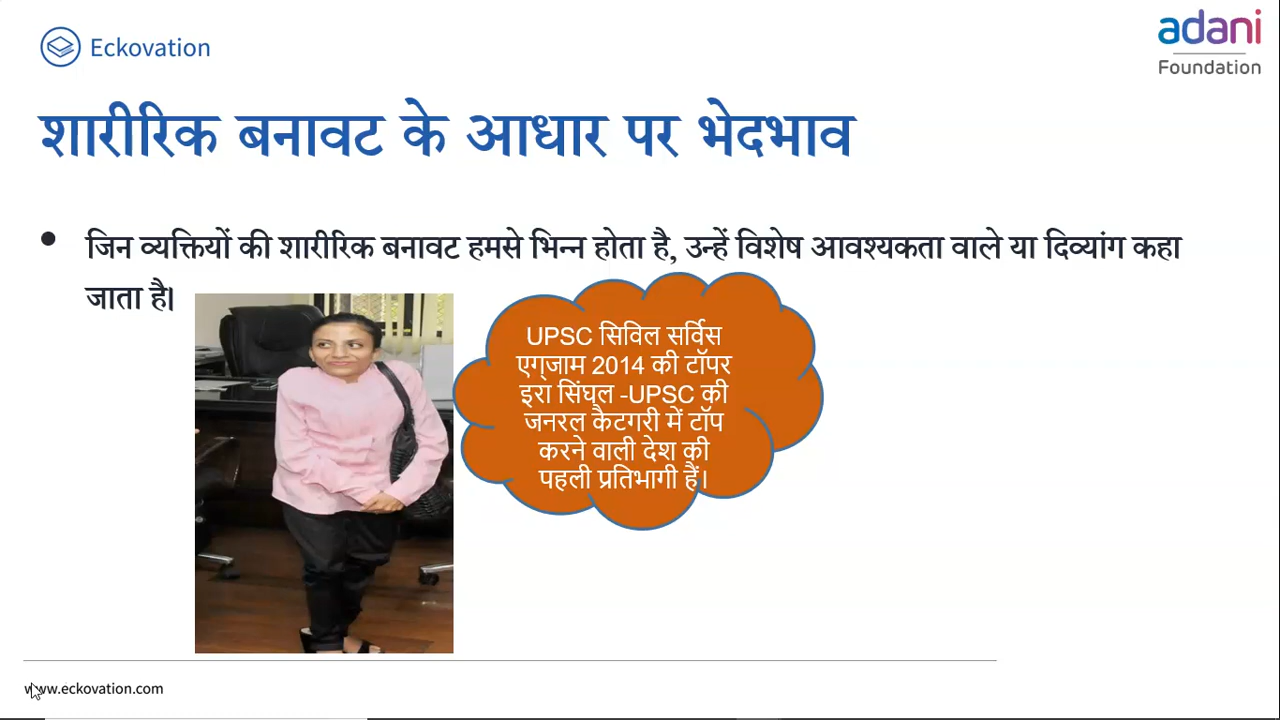 Eckovation
adani
Foundation
शारीरिक बनावट के आधार पर भेदभाव
• जिन व्यक्तियों की शारीरिक बनावट हमसे भिन्न होता है, उन्हें विशेष आवश्यकता वाले या दिव्यांग कहा
जाता है।
UPSC सिविल सर्विस
एग्जाम 2014 की टॉपर
इरा सिंघल -UPSC की
जनरल कैटगरी में टॉप
करने वाली देश की
पहली प्रतिभागी हैं।
www.eckovation.com